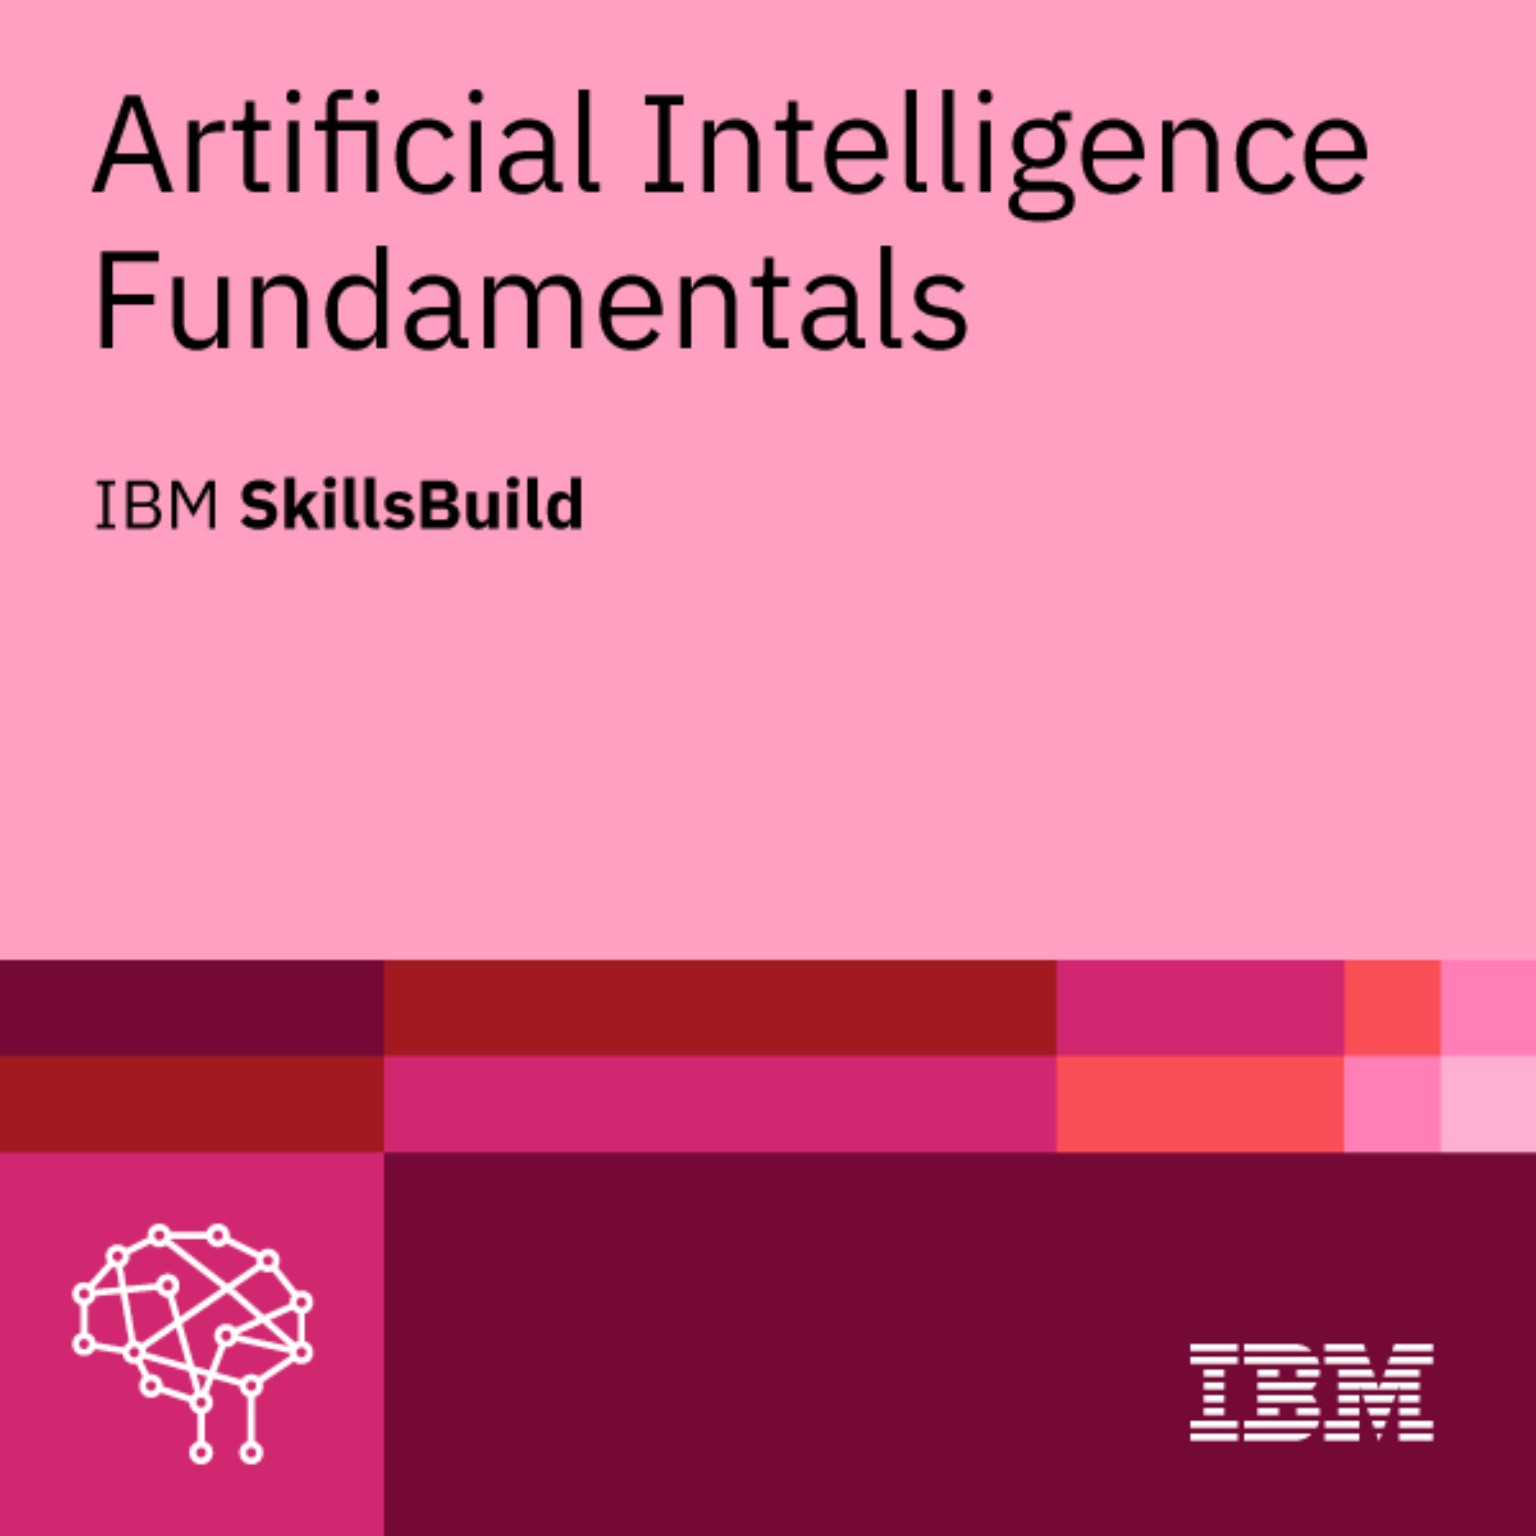 Artificial Intelligence
Fundamentals
IBM SkillsBuild
IBM